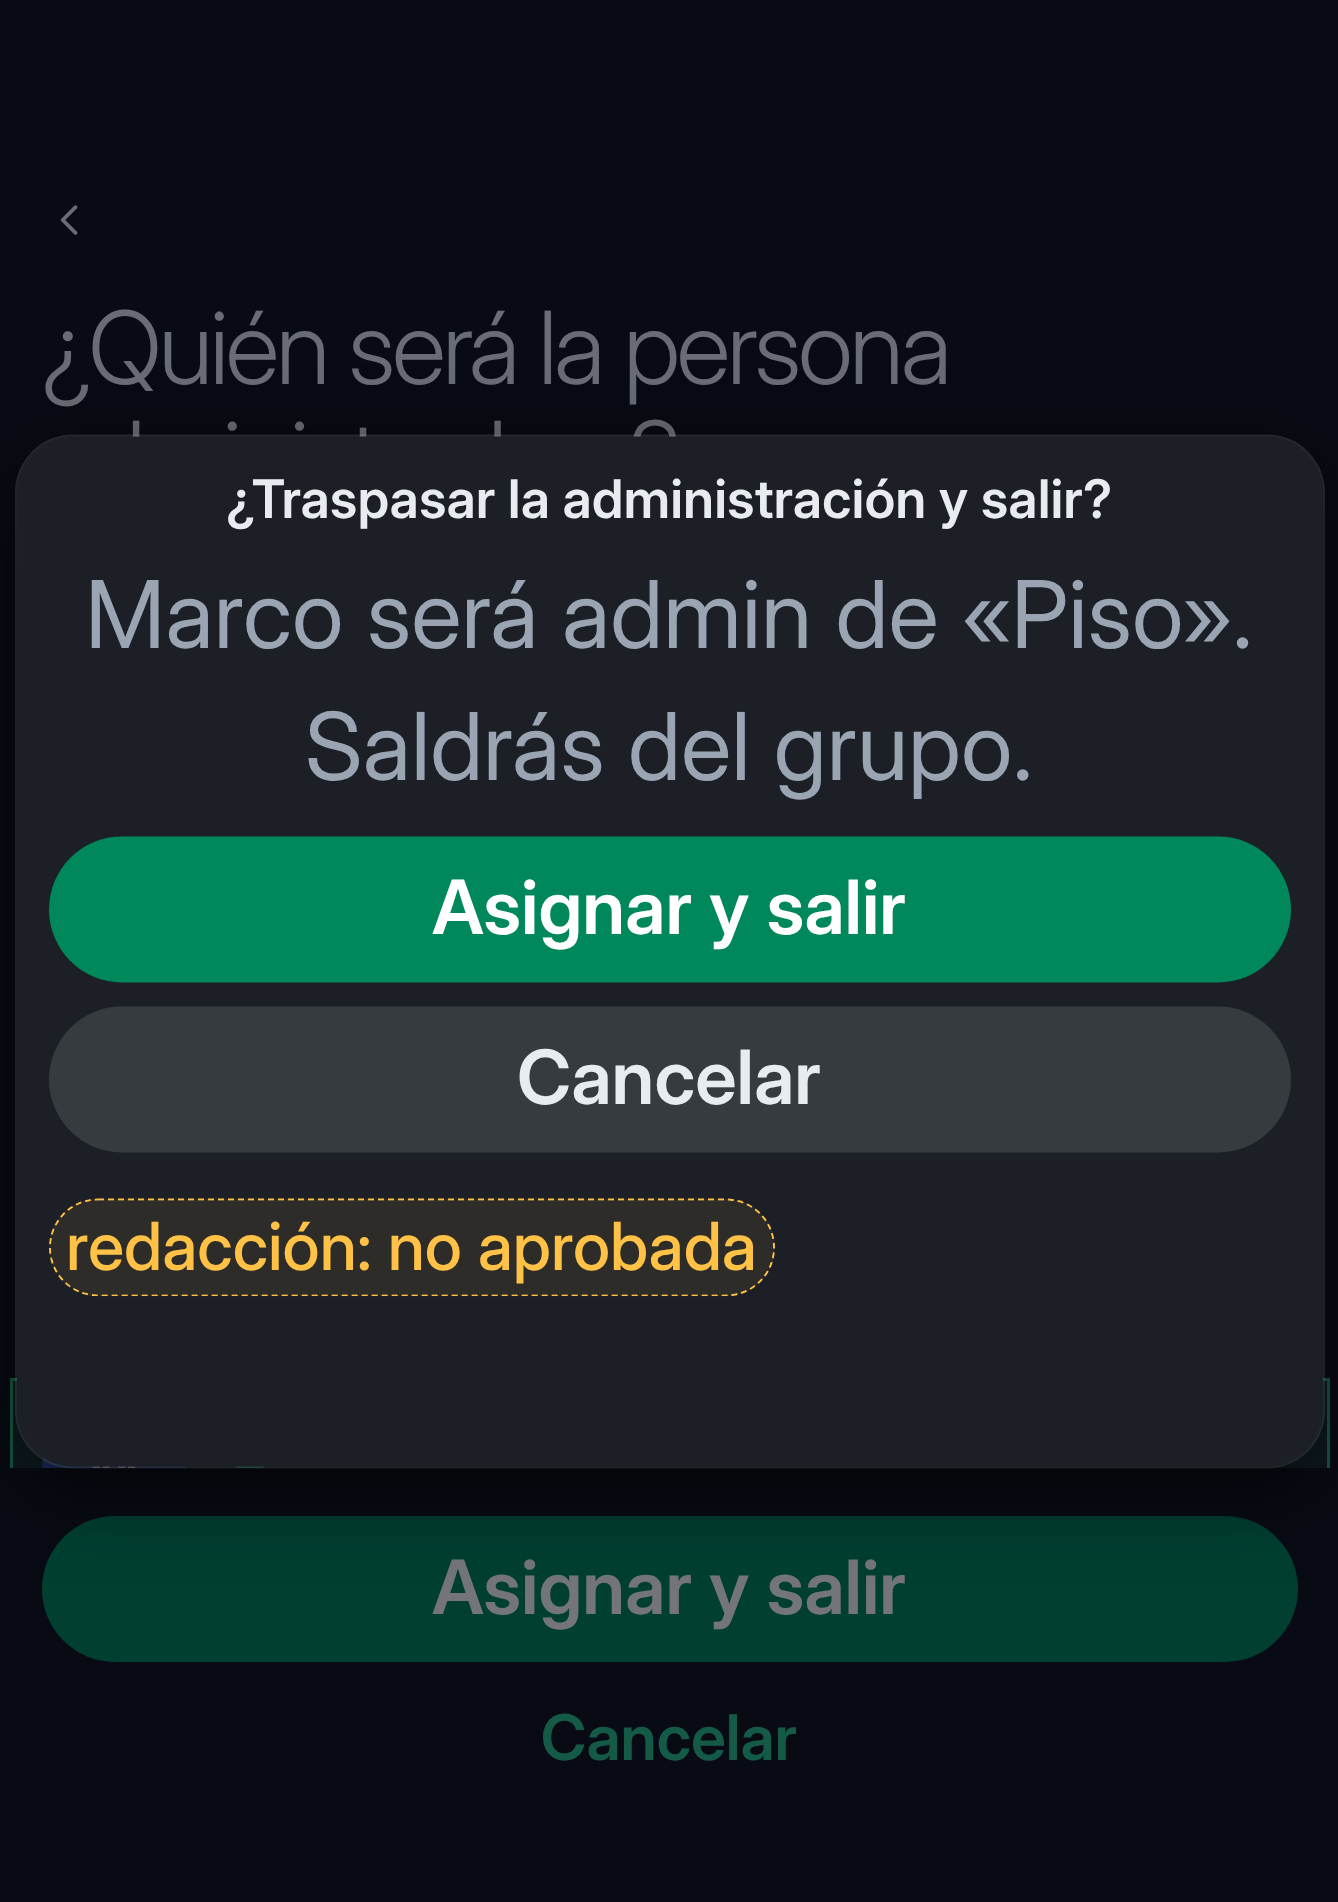 ¿Quién será la persona
¿Traspasar la administración y salir?
Marco será admin de «Piso».
Saldrás del grupo.
Asignar y salir
Cancelar
redacción: no aprobada
Asignar y salir
Cancelar